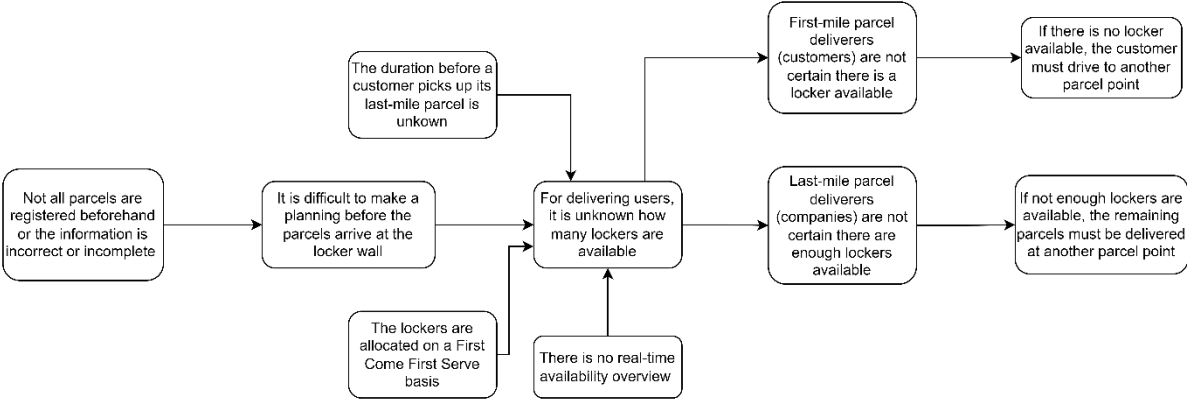 First-mile parcel
deliverers
(customers) are not
certain there is a
locker available
If there is no locker
available, the customer
must drive to another
parcel point
The duration before a
customer picks up its
last-mile parcel is
unkown
Not all parcels are
registered beforehand
or the information is
incorrect or incomplete
It is difficult to make a
planning before the
parcels arrive at the
locker wall
For delivering users,
it is unknown how
many lockers are
available
Last-mile parcel
deliverers
(companies) are not
certain there are
enough lockers
available
If not enough lockers are
available, the remaining
parcels must be delivered
at another parcel point
The lockers are
allocated on a First
Come First Serve
basis
There is no real-time
availability overview